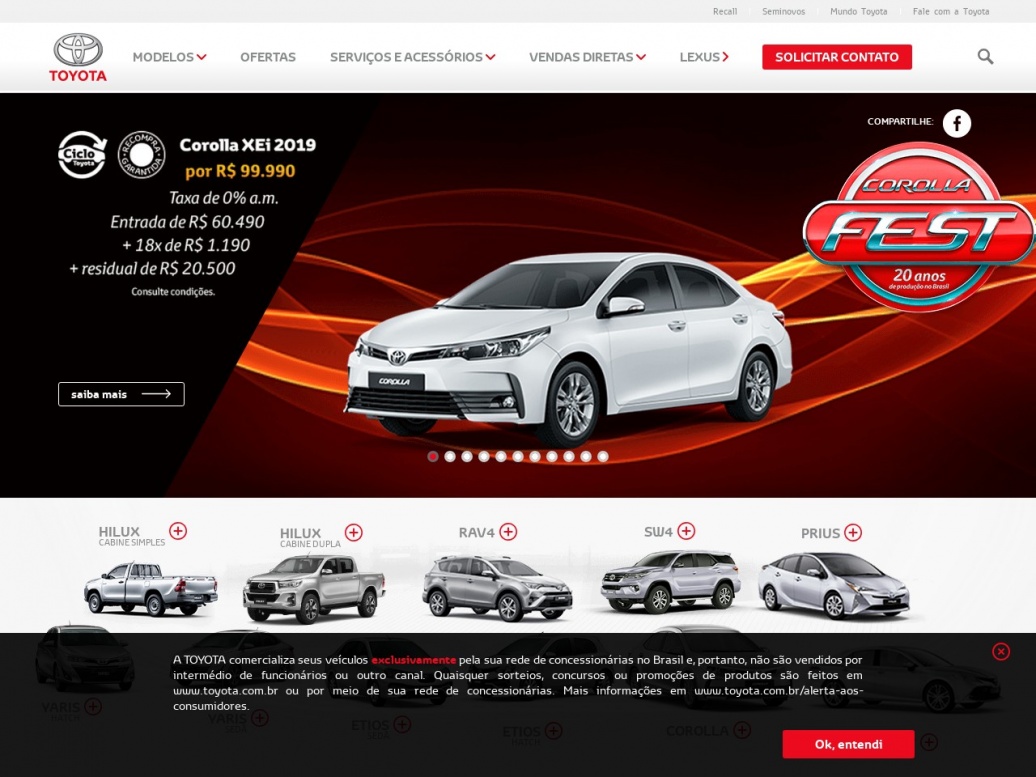 Recall
Seminovos
Mundo Toyota
Fale com a Toyota
TOYOTA
MODELOS
OFERTAS
SERVIÇOS E ACESSÓRIOS
VENDAS DIRETAS
LEXUS
SOLICITAR CONTATO
COMPARTILHE:
Ciclo
Toyota
RECOMPRA
GARANTIDA
Corolla XEi 2019
por R$ 99.990
Taxa de 0% a.m.
Entrada de R$ 60.490
+ 18x de R$ 1.190
+ residual de R$ 20.500
Consulte condições.
saiba mais
COROLLA
FEST
20 anos
de produção no Brasil
COROLLA
HILUX
CABINE SIMPLES
HILUX
CABINE DUPLA
RAV4
SW4
PRIUS
A TOYOTA comercializa seus veículos exclusivamente pela sua rede de concessionárias no Brasil e, portanto, não são vendidos por
intermédio de funcionários ou outro canal. Quaisquer sorteios, concursos ou promoções de produtos são feitos em
www.toyota.com.br ou por meio de sua rede de concessionárias. Mais informações em www.toyota.com.br/alerta-aos-
consumidores.
YARIS
HATCH
YARIS
SEDÃ
ETIOS
SEDÃ
ETIOS
HATCH
COROLLA
Ok, entendi